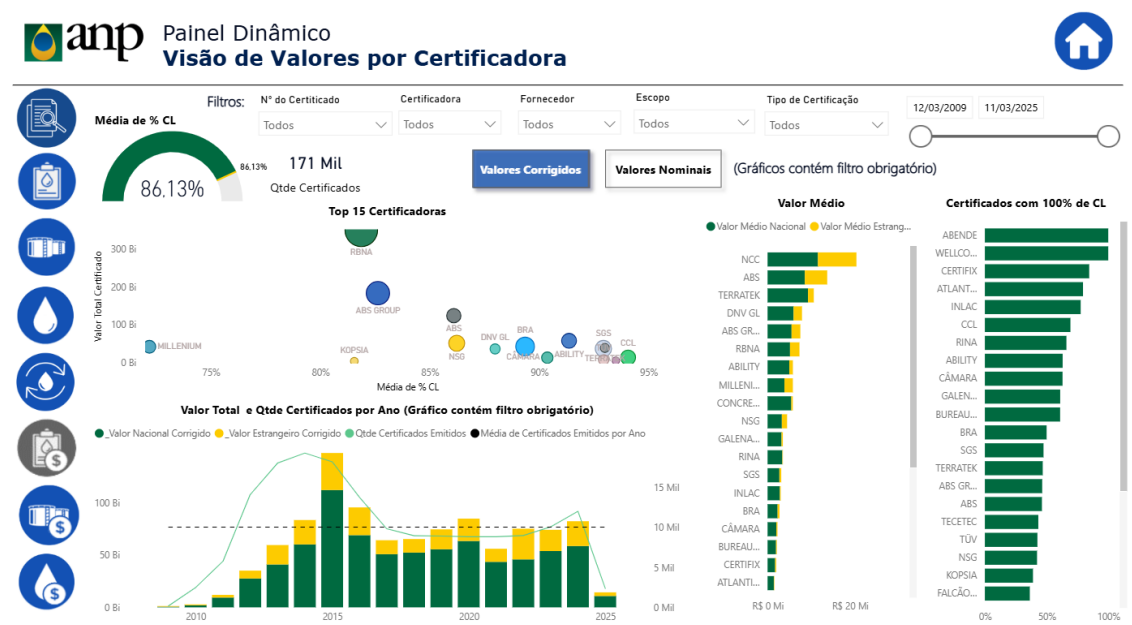 anp
Painel Dinâmico
Visão de Valores por Certificadora
Filtros:
N° do Certiticado
Todos
Certificadora
Todos
Fornecedor
Todos
Escopo
Todos
Tipo de Certificação
Todos
12/03/2009
11/03/2025
Média de % CL
86,13%
86,13%
171 Mil
Qtde Certificados
Valores Corrigidos
Valores Nominais
(Gráficos contém filtro obrigatório)
Top 15 Certificadoras
Valor Total Certificado
300 Bi
200 Bi
100 Bi
0 Bi
RBNA
ABS GROUP
MILLENIUM
KOPSIA
ABS
NSG
DNV GL
BRA
CÂMARA
ABILITY
SGS
CCL
75%
80%
85%
90%
95%
Média de % CL
Valor Total e Qtde Certificados por Ano (Gráfico contém filtro obrigatório)
_Valor Nacional Corrigido
_Valor Estrangeiro Corrigido
Qtde Certificados Emitidos
Média de Certificados Emitidos por Ano
100 Bi
50 Bi
0 Bi
15 Mil
10 Mil
5 Mil
0 Mil
2010
2015
2020
2025
Valor Médio
Valor Médio Nacional
Valor Médio Estrang...
NCC
ABS
TERRATEK
DNV GL
ABS GR...
RBNA
ABILITY
MILLENI...
CONCRE...
NSG
GALENA...
RINA
SGS
INLAC
BRA
CÂMARA
BUREAU...
CERTIFIX
ATLANTI...
R$ 0 Mi
R$ 20 Mi
Certificados com 100% de CL
ABENDE
WELLCO...
CERTIFIX
ATLANT...
INLAC
CCL
RINA
ABILITY
CÂMARA
GALEN...
BUREAU...
BRA
SGS
TERRATEK
ABS GR...
ABS
TECETEC
TÜV
NSG
KOPSIA
FALCÃO...
0%
50%
100%